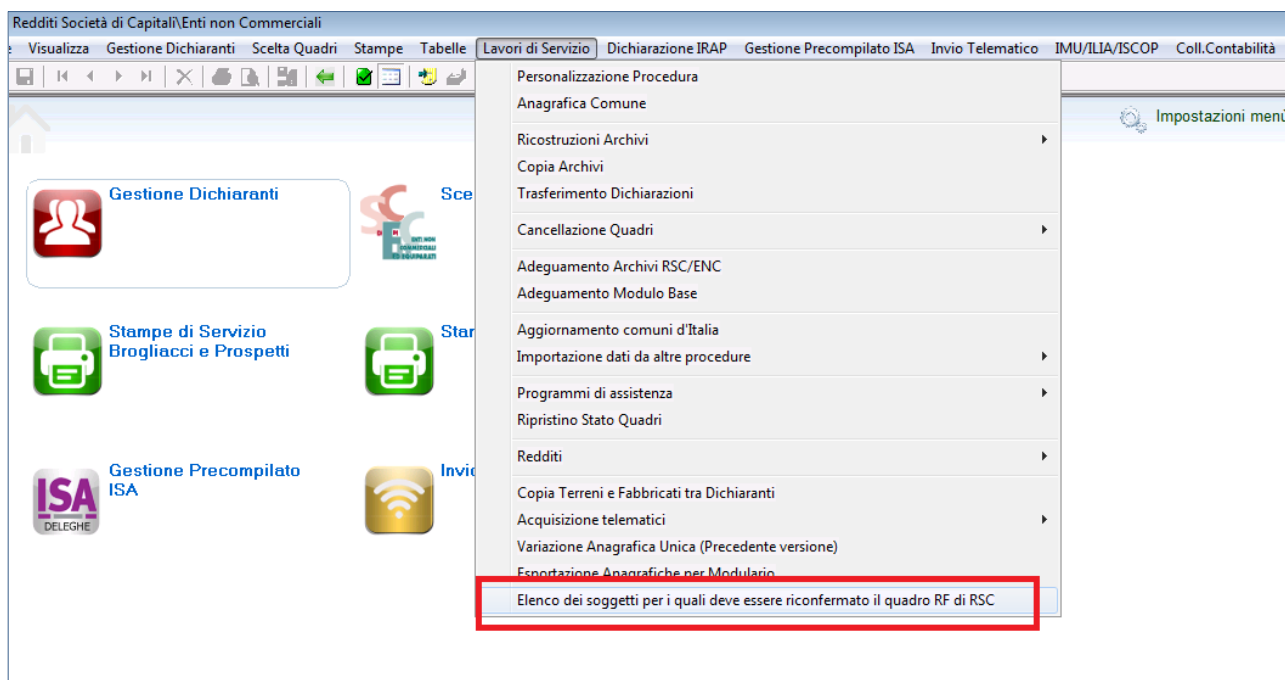 Redditi Società di Capitali\Enti non Commerciali
Visualizza Gestione Dichiaranti Scelta Quadri Stampe Tabelle Lavori di Servizio Dichiarazione IRAP Gestione Precompilato ISA Invio Telematico IMU/ILIA/ISCOP Coll.Contabilità
Impostazioni menù
Personalizzazione Procedura
Anagrafica Comune
Ricostruzioni Archivi
Copia Archivi
Trasferimento Dichiarazioni
Cancellazione Quadri
Adeguamento Archivi RSC/ENC
Adeguamento Modulo Base
Aggiornamento comuni d'Italia
Importazione dati da altre procedure
Programmi di assistenza
Ripristino Stato Quadri
Redditi
Copia Terreni e Fabbricati tra Dichiaranti
Acquisizione telematici
Variazione Anagrafica Unica (Precedente versione)
Esportazione Anagrafiche per Modulario
Elenco dei soggetti per i quali deve essere riconfermato il quadro RF di RSC
Gestione Dichiaranti
Sce
Stampe di Servizio
Brogliacci e Prospetti
Star
Gestione Precompilato
ISA
ISA
DELEGHE
Invio